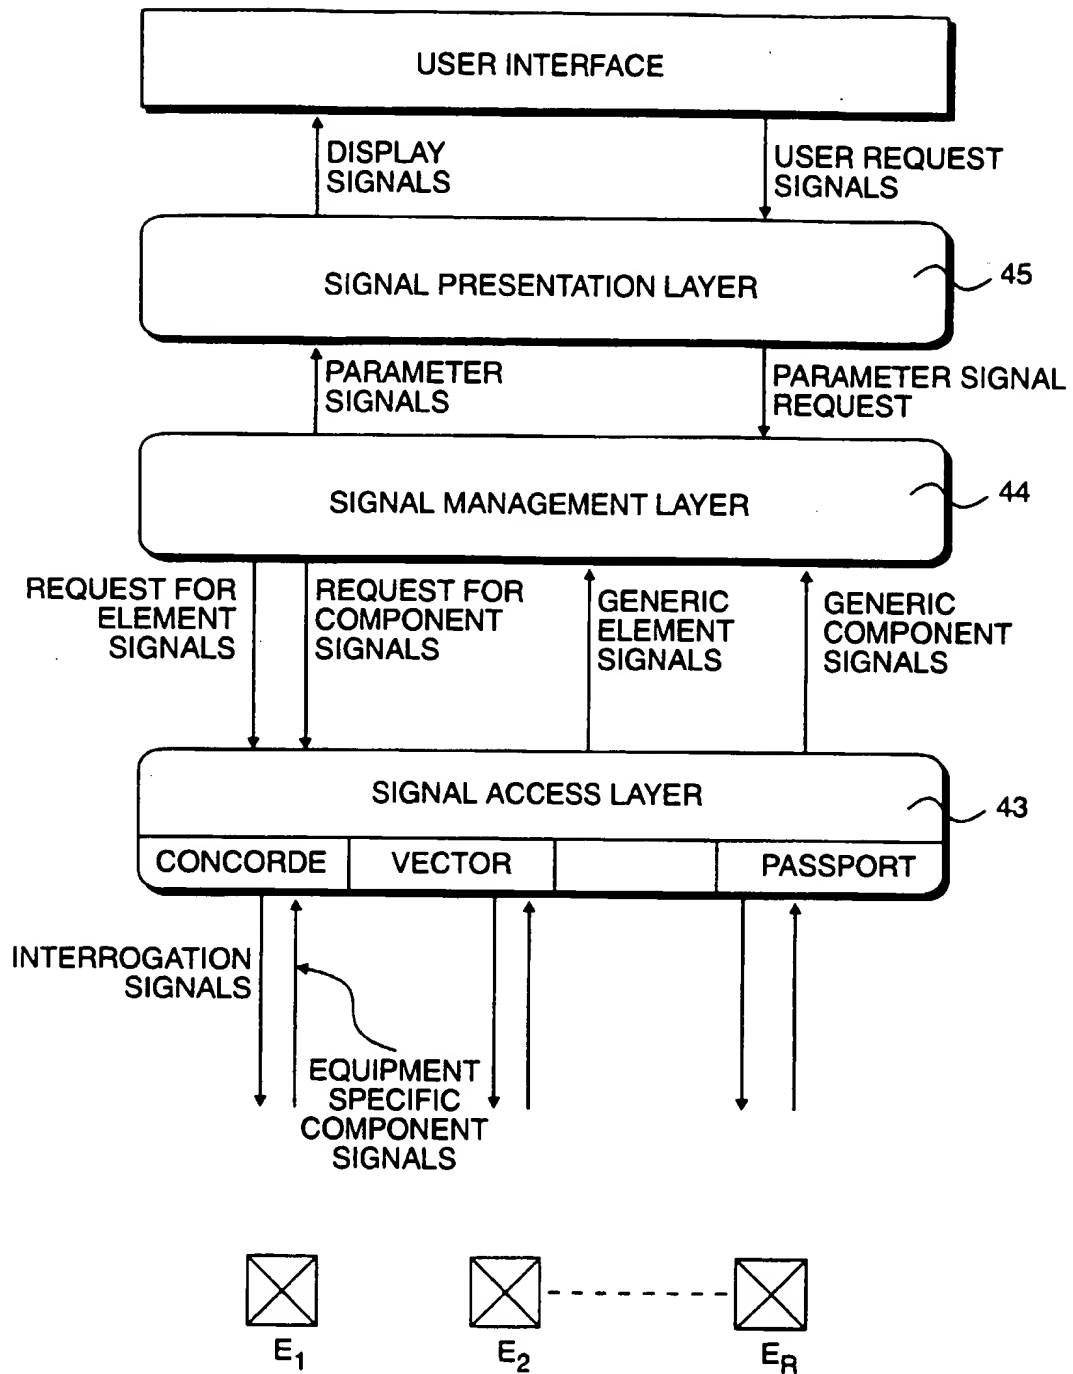 USER INTERFACE
DISPLAY
SIGNALS
USER REQUEST
SIGNALS
SIGNAL PRESENTATION LAYER
45
PARAMETER
SIGNALS
PARAMETER SIGNAL
REQUEST
SIGNAL MANAGEMENT LAYER
44
REQUEST FOR
ELEMENT
SIGNALS
REQUEST FOR
COMPONENT
SIGNALS
GENERIC
ELEMENT
SIGNALS
GENERIC
COMPONENT
SIGNALS
SIGNAL ACCESS LAYER
43
CONCORDE
VECTOR
PASSPORT
INTERROGATION
SIGNALS
EQUIPMENT
SPECIFIC
COMPONENT
SIGNALS
E1
E2
ER